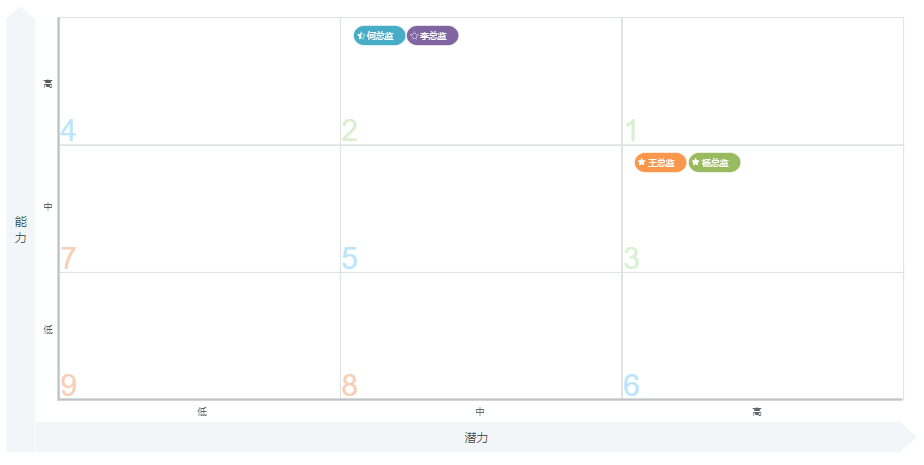 何总监 李总监
高
4 2 1
王总监 杨总监
中
能力
7 5 3
低
9 8 6
低 中 高
潜力